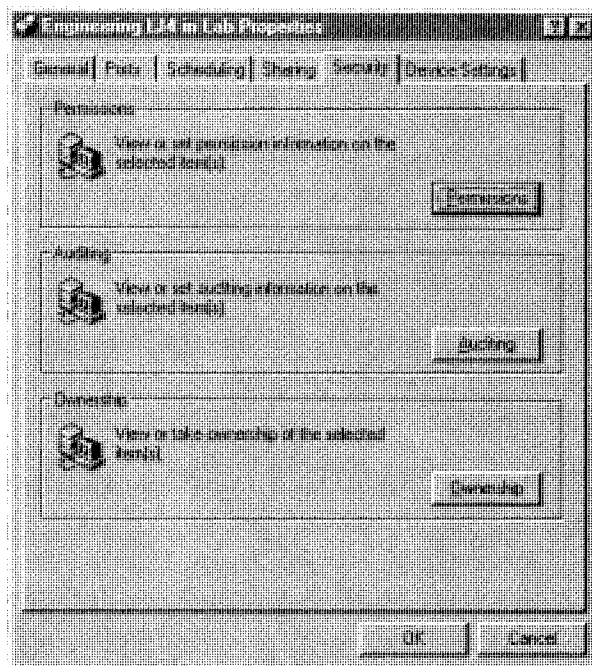 Engineering LJ4 in Lab Properties
General Ports Scheduling Sharing Security Device Settings
Permissions
View or set permission information on the
selected item(s).
Permissions
Auditing
View or set auditing information on the
selected item(s).
Auditing
Ownership
View or take ownership of the selected
item(s).
Ownership
OK Cancel